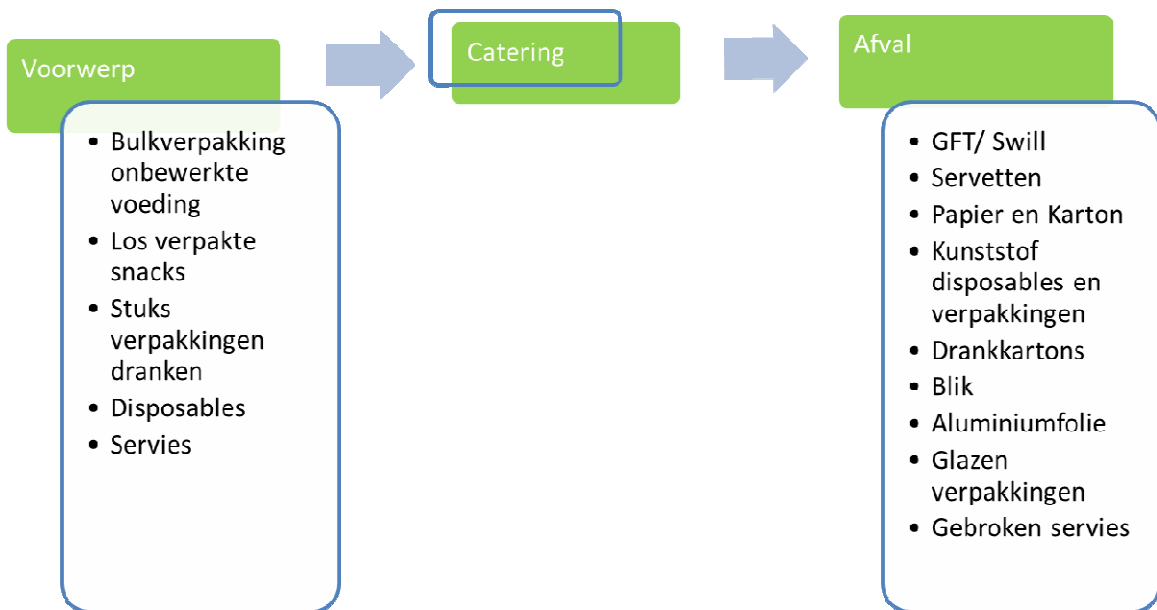 Voorwerp
• Bulkverpakking
onbewerkte
voeding
• Los verpakte
snacks
• Stuks
verpakkingen
dranken
• Disposables
• Servies
Catering
Afval
• GFT/ Swill
• Servetten
• Papier en Karton
• Kunststof
disposables en
verpakkingen
• Drankkartons
• Blik
• Aluminiumfolie
• Glazen
verpakkingen
• Gebroken servies